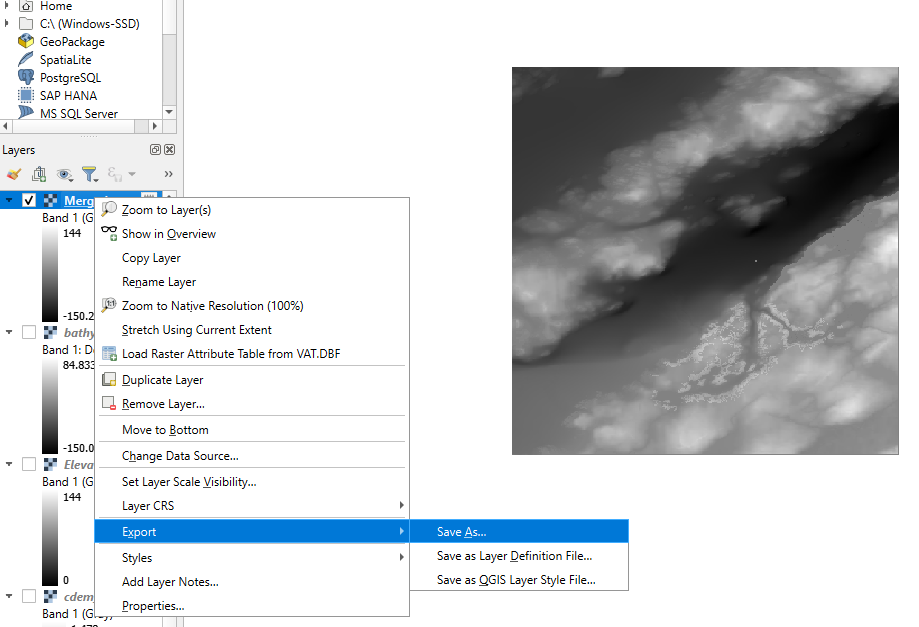 Home
C:\ (Windows-SSD)
GeoPackage
SpatiaLite
PostgreSQL
SAP HANA
MS SQL Server
Layers
Band 1 (G
144
-150.2
bathy
Band 1: D
84.833
-150.0
Eleva
Band 1 (G
144
0
cdem
Band 1 (Gray)
Zoom to Layer(s)
Show in Overview
Copy Layer
Rename Layer
Zoom to Native Resolution (100%)
Stretch Using Current Extent
Load Raster Attribute Table from VAT.DBF
Duplicate Layer
Remove Layer...
Move to Bottom
Change Data Source...
Set Layer Scale Visibility...
Layer CRS
Export
Styles
Add Layer Notes...
Properties...
Save As...
Save as Layer Definition File...
Save as QGIS Layer Style File...